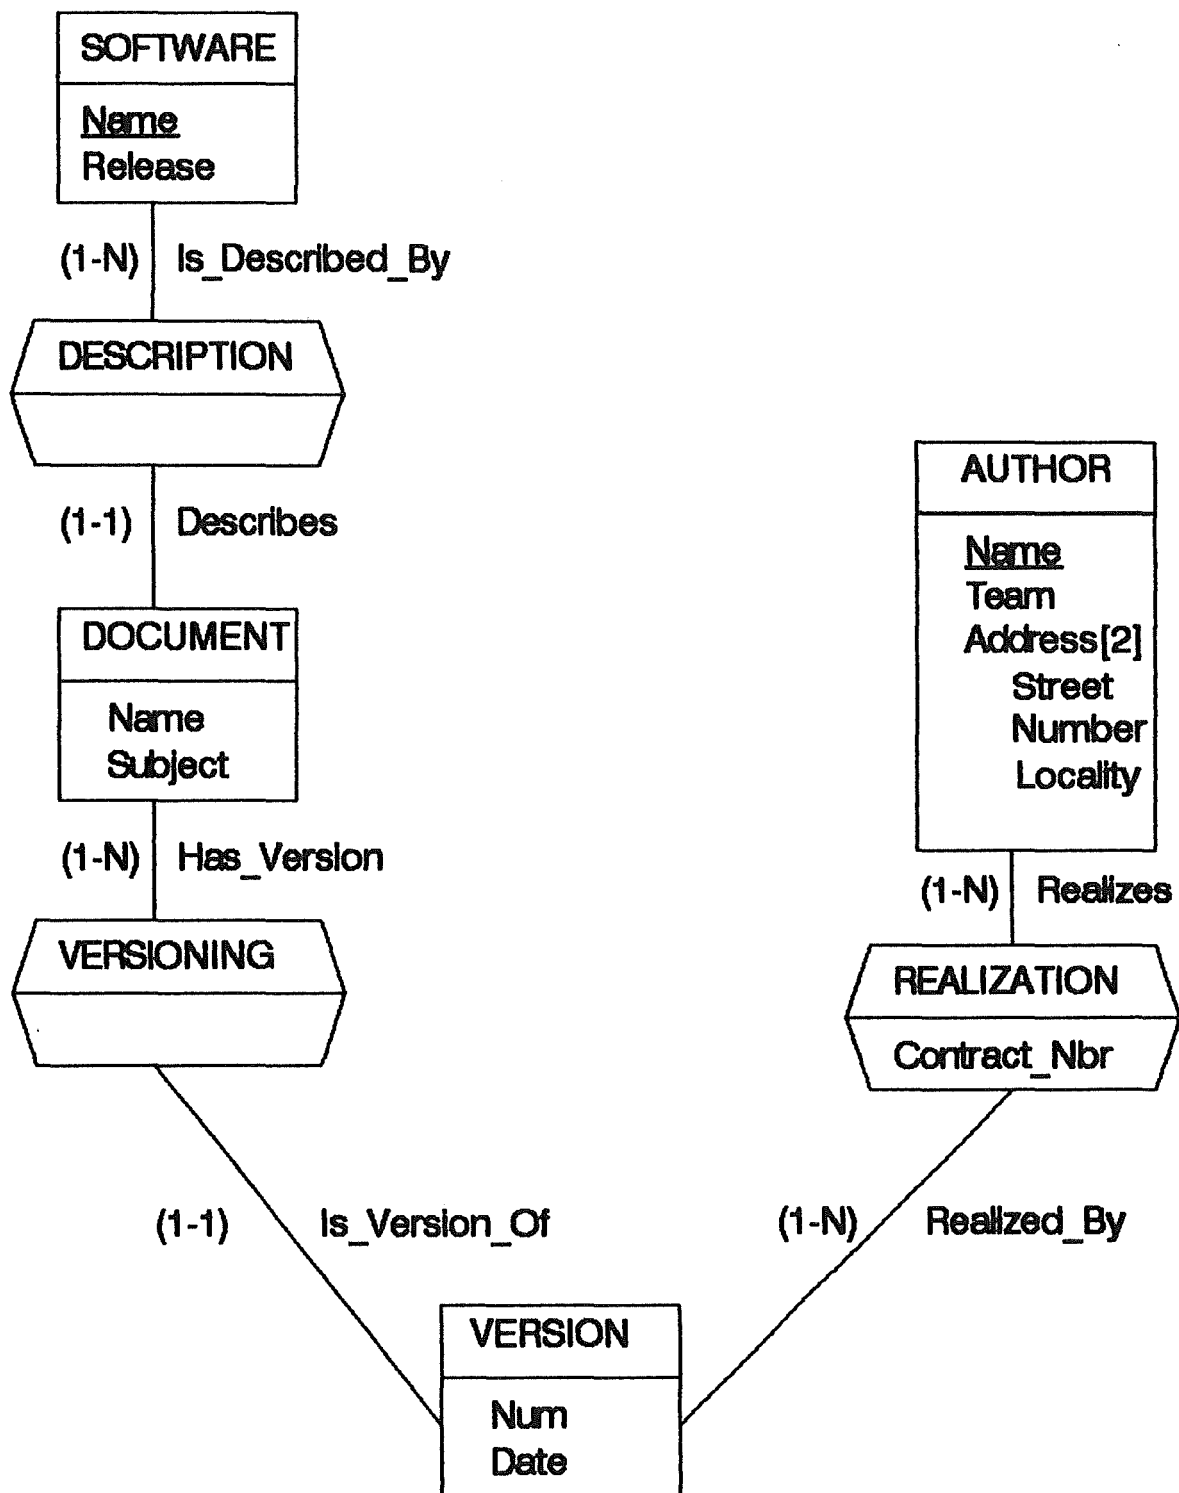 SOFTWARE
Name
Release
(1-N) Is_Described_By
DESCRIPTION
(1-1) Describes
DOCUMENT
Name
Subject
(1-N) Has_Version
VERSIONING
AUTHOR
Name
Team
Address[2]
Street
Number
Locality
(1-N) Realizes
REALIZATION
Contract_Nbr
(1-1) Is_Version_Of
(1-N) Realized_By
VERSION
Num
Date